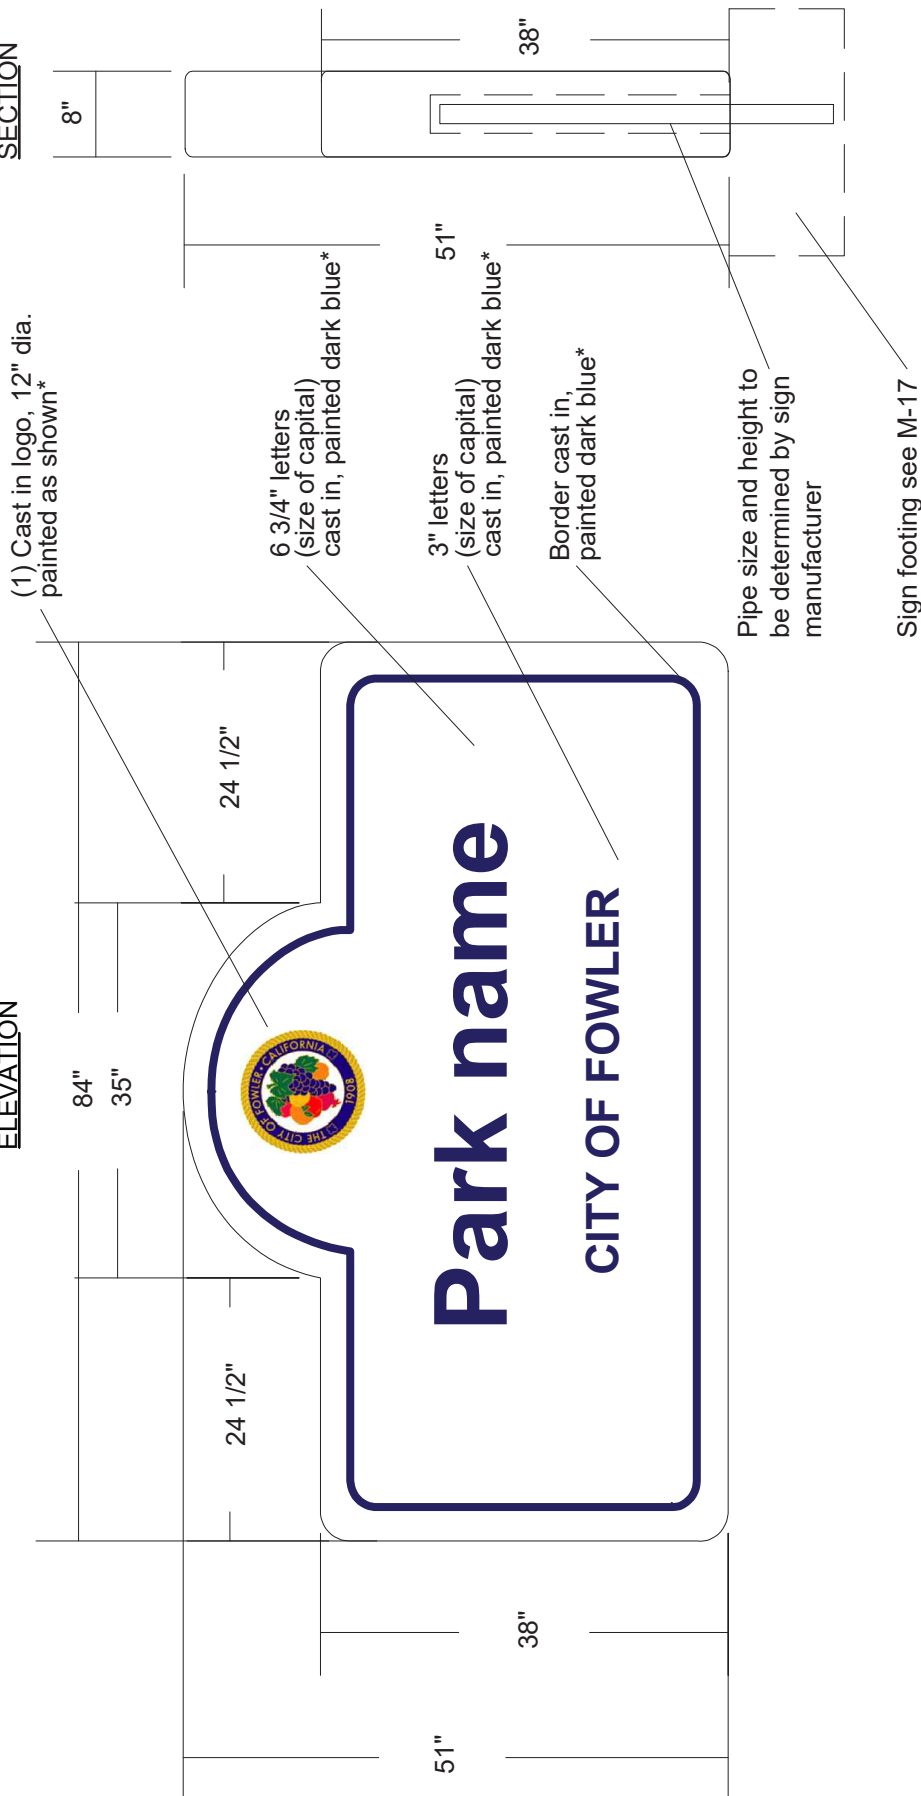 ELEVATION
SECTION
84"
35"
24 1/2"
24 1/2"
8"
(1) Cast in logo, 12" dia.
painted as shown*
THE CITY OF FOWLER • CALIFORNIA
1908
6 3/4" letters
(size of capital)
cast in, painted dark blue*
3" letters
(size of capital)
cast in, painted dark blue*
Border cast in,
painted dark blue*
51"
38"
Park name
CITY OF FOWLER
51"
38"
Pipe size and height to
be determined by sign
manufacturer
Sign footing see M-17